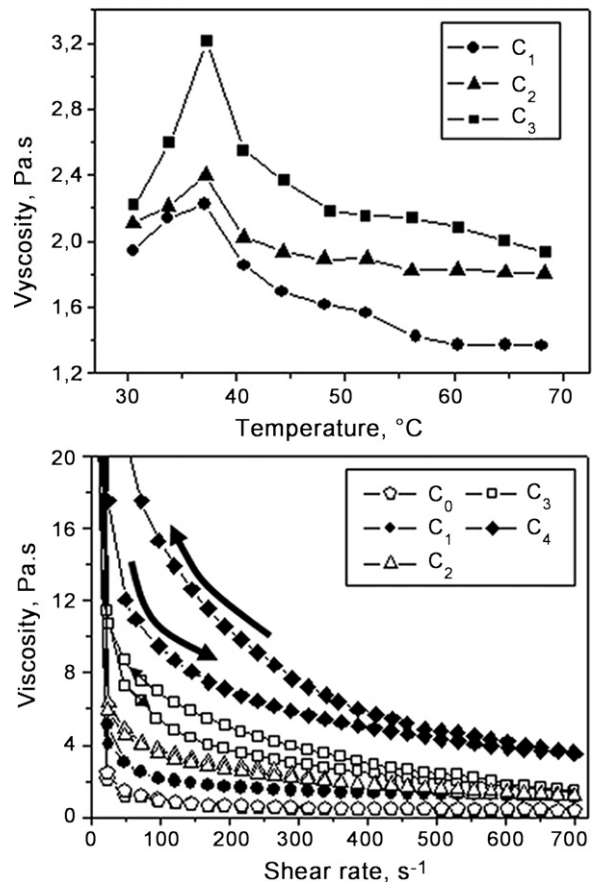 3,2
2,8
2,4
2,0
1,6
1,2
Vyscosity, Pa.s
C1
C2
C3
30 40 50 60 70
Temperature, °C
20
16
12
8
4
0
Viscosity, Pa.s
C0 C3
C1 C4
C2
0 100 200 300 400 500 600 700
Shear rate, s-1